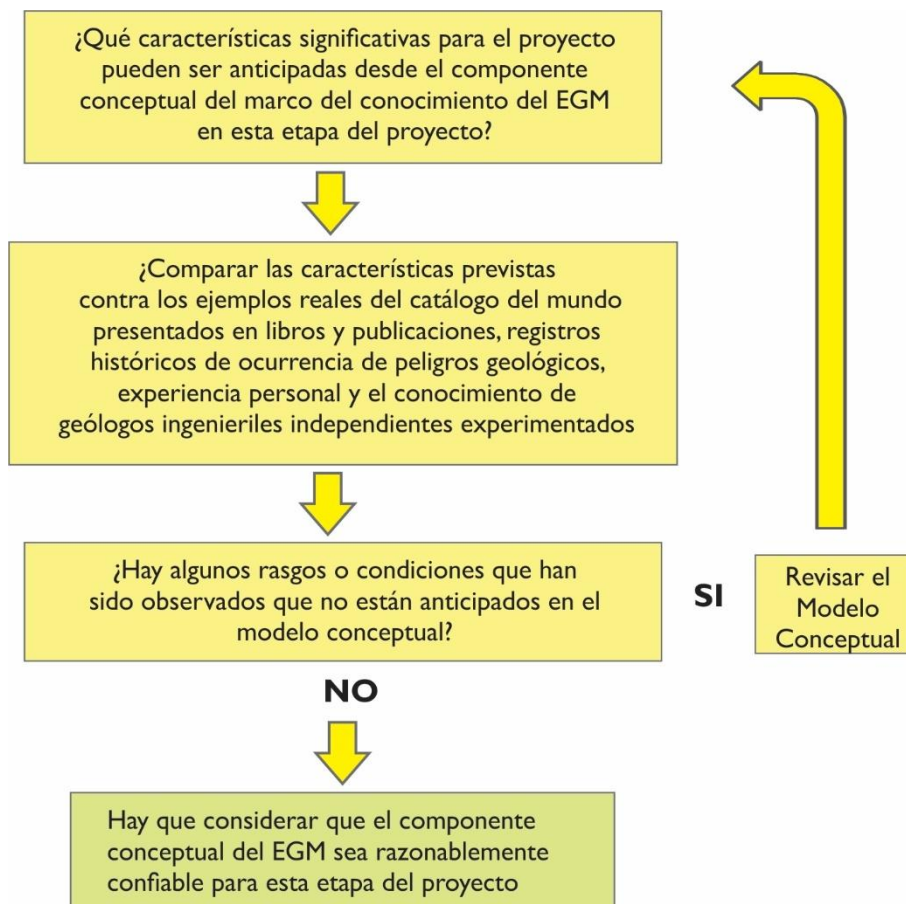 ¿Qué características significativas para el proyecto
pueden ser anticipadas desde el componente
conceptual del marco del conocimiento del EGM
en esta etapa del proyecto?
¿Comparar las características previstas
contra los ejemplos reales del catálogo del mundo
presentados en libros y publicaciones, registros
históricos de ocurrencia de peligros geológicos,
experiencia personal y el conocimiento de
geólogos ingenieriles independientes experimentados
¿Hay algunos rasgos o condiciones que han
sido observados que no están anticipados en el
modelo conceptual?
SI
Revisar el
Modelo
Conceptual
NO
Hay que considerar que el componente
conceptual del EGM sea razonablemente
confiable para esta etapa del proyecto